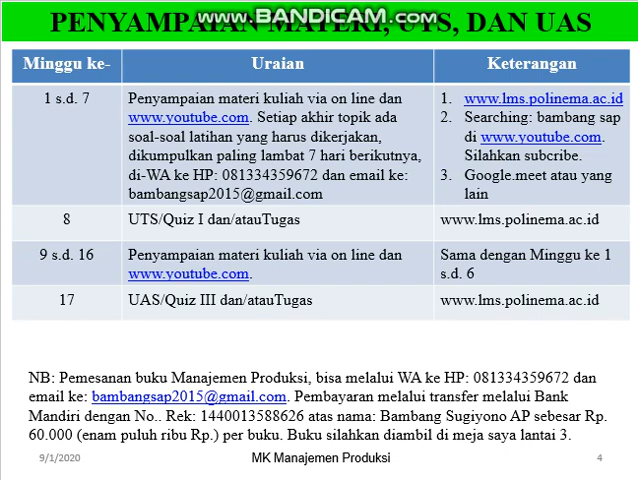 PENYAMPAIAN MATERI, UTS, DAN UAS
www.BANDICAM.com
Minggu ke- Uraian Keterangan
1 s.d. 7
Penyampaian materi kuliah via on line dan
www.youtube.com. Setiap akhir topik ada
soal-soal latihan yang harus dikerjakan,
dikumpulkan paling lambat 7 hari berikutnya,
di-WA ke HP: 081334359672 dan email ke:
bambangsap2015@gmail.com
1. www.lms.polinema.ac.id
2. Searching: bambang sap
di www.youtube.com.
Silahkan subcribe.
3. Google.meet atau yang
lain
8 UTS/Quiz I dan/atauTugas www.lms.polinema.ac.id
9 s.d. 16
Penyampaian materi kuliah via on line dan
www.youtube.com.
Sama dengan Minggu ke 1
s.d. 6
17 UAS/Quiz III dan/atauTugas www.lms.polinema.ac.id
NB: Pemesanan buku Manajemen Produksi, bisa melalui WA ke HP: 081334359672 dan
email ke: bambangsap2015@gmail.com. Pembayaran melalui transfer melalui Bank
Mandiri dengan No.. Rek: 1440013588626 atas nama: Bambang Sugiyono AP sebesar Rp.
60.000 (enam puluh ribu Rp.) per buku. Buku silahkan diambil di meja saya lantai 3.
9/1/2020 MK Manajemen Produksi 4